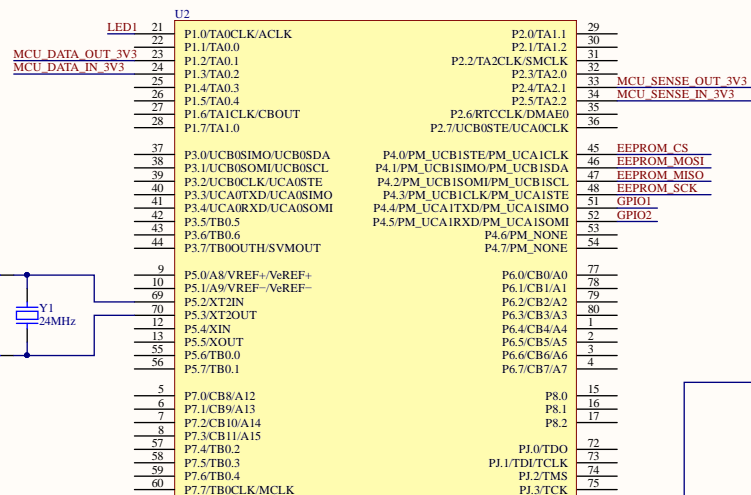 U2
LED1 21 P1.0/TA0CLK/ACLK P2.0/TA1.1 29
22 P1.1/TA0.0 P2.1/TA1.2 30
MCU_DATA_OUT_3V3 23 P1.2/TA0.1 P2.2/TA2CLK/SMCLK 31
MCU_DATA_IN_3V3 24 P1.3/TA0.2 P2.3/TA2.0 32
25 P1.4/TA0.3 P2.4/TA2.1 33 MCU_SENSE_OUT_3V3
26 P1.5/TA0.4 P2.5/TA2.2 34 MCU_SENSE_IN_3V3
27 P1.6/TA1CLK/CBOUT P2.6/RTCCLK/DMAE0 35
28 P1.7/TA1.0 P2.7/UCB0STE/UCA0CLK 36
37 P3.0/UCB0SIMO/UCB0SDA P4.0/PM_UCB1STE/PM_UCA1CLK 45 EEPROM_CS
38 P3.1/UCB0SOMI/UCB0SCL P4.1/PM_UCB1SIMO/PM_UCB1SDA 46 EEPROM_MOSI
39 P3.2/UCB0CLK/UCA0STE P4.2/PM_UCB1SOMI/PM_UCB1SCL 47 EEPROM_MISO
40 P3.3/UCA0TXD/UCA0SIMO P4.3/PM_UCB1CLK/PM_UCA1STE 48 EEPROM_SCK
41 P3.4/UCA0RXD/UCA0SOMI P4.4/PM_UCA1TXD/PM_UCA1SIMO 51 GPIO1
42 P3.5/TB0.5 P4.5/PM_UCA1RXD/PM_UCA1SOMI 52 GPIO2
43 P3.6/TB0.6 P4.6/PM_NONE 53
44 P3.7/TB0OUTH/SVMOUT P4.7/PM_NONE 54
9 P5.0/A8/VREF+/VeREF+ P6.0/CB0/A0 77
10 P5.1/A9/VREF−/VeREF− P6.1/CB1/A1 78
69 P5.2/XT2IN P6.2/CB2/A2 79
Y1 70 P5.3/XT2OUT P6.3/CB3/A3 80
24MHz 12 P5.4/XIN P6.4/CB4/A4 1
13 P5.5/XOUT P6.5/CB5/A5 2
55 P5.6/TB0.0 P6.6/CB6/A6 3
56 P5.7/TB0.1 P6.7/CB7/A7 4
5 P7.0/CB8/A12 P8.0 15
6 P7.1/CB9/A13 P8.1 16
7 P7.2/CB10/A14 P8.2 17
8 P7.3/CB11/A15
57 P7.4/TB0.2 PJ.0/TDO 72
58 P7.5/TB0.3 PJ.1/TDI/TCLK 73
59 P7.6/TB0.4 PJ.2/TMS 74
60 P7.7/TB0CLK/MCLK PJ.3/TCK 75